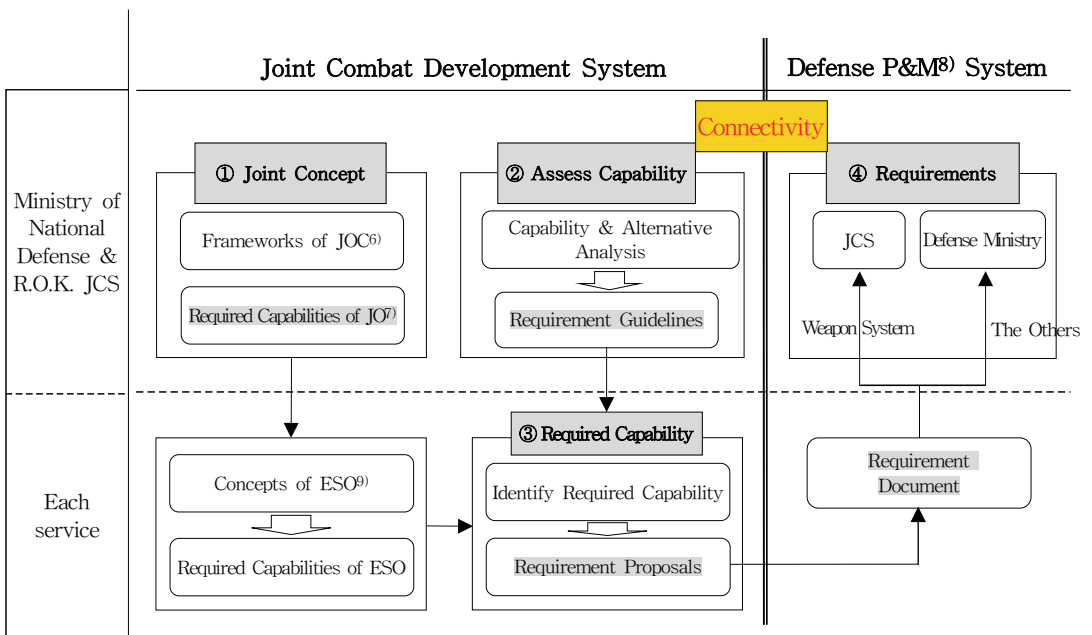 Joint Combat Development System
Defense P&M8) System
Connectivity
Ministry of
National
Defense &
R.O.K. JCS
① Joint Concept
Frameworks of JOC6)
Required Capabilities of JO7)
② Assess Capability
Capability & Alternative
Analysis
Requirement Guidelines
④ Requirements
JCS
Defense Ministry
Weapon System
The Others
Each
service
Concepts of ESO9)
Required Capabilities of ESO
③ Required Capability
Identify Required Capability
Requirement Proposals
Requirement
Document